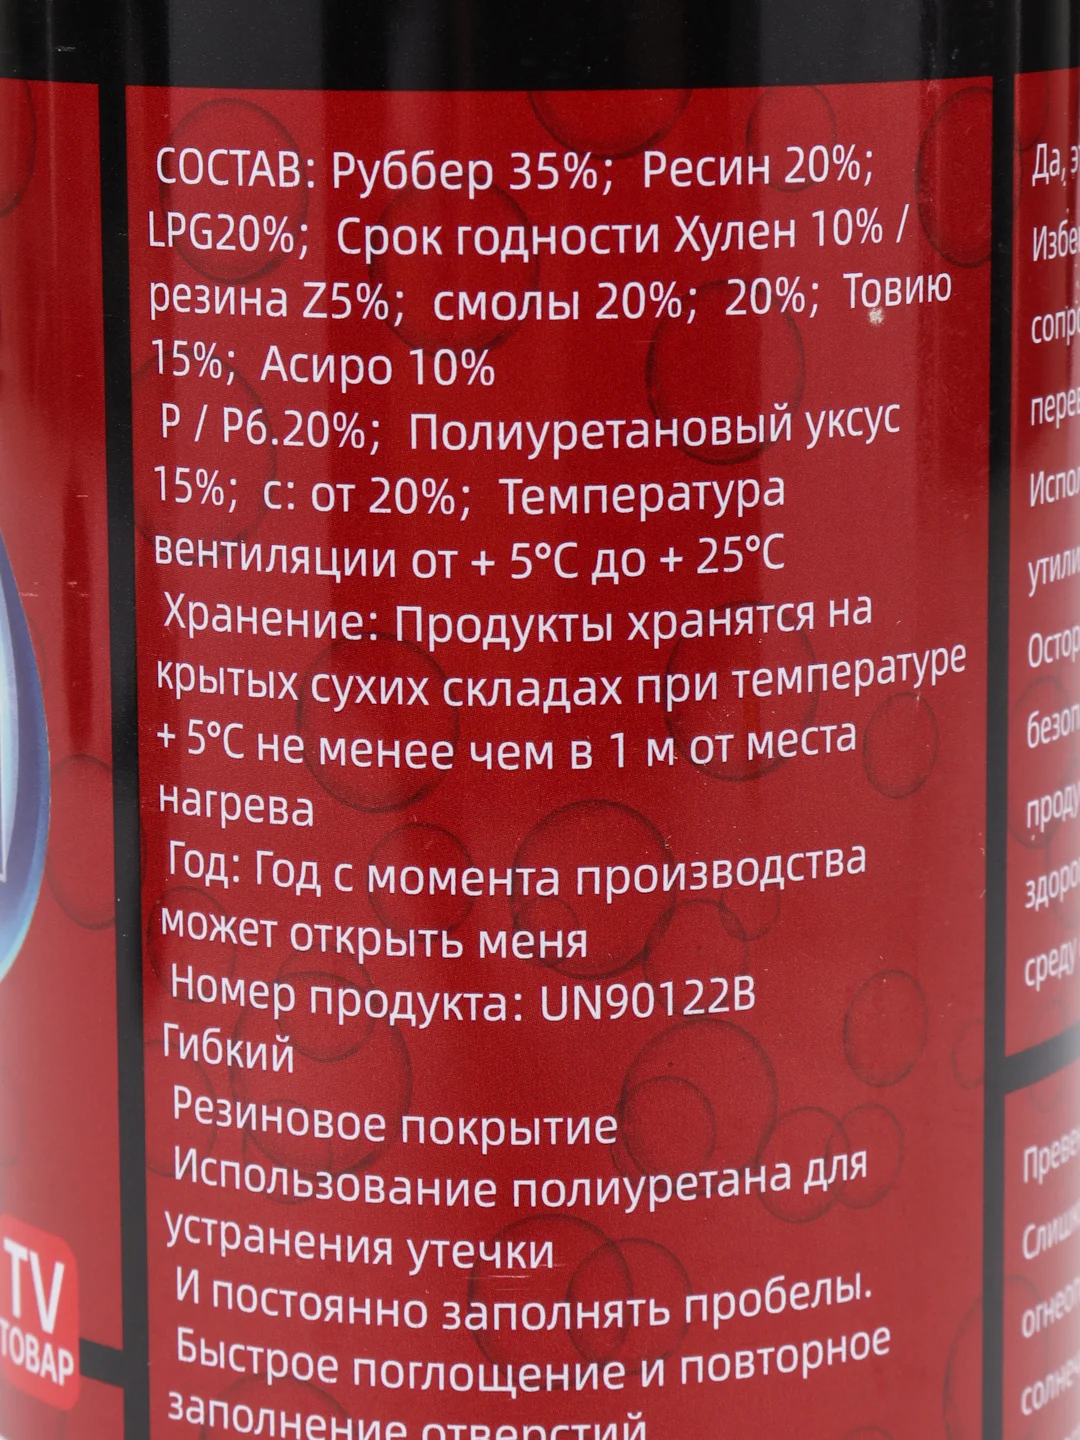 СОСТАВ: Руббер 35%; Ресин 20%;
LPG20%; Срок годности Хулен 10% /
резина Z5%; смолы 20%; 20%; Товию
15%; Асиро 10%
P / P6.20%; Полиуретановый уксус
15%; с: от 20%; Температура
вентиляции от + 5°C до + 25°C
Хранение: Продукты хранятся на
крытых сухих складах при температуре
+ 5°C не менее чем в 1 м от места
нагрева
Год: Год с момента производства
может открыть меня
Номер продукта: UN90122B
Гибкий
Резиновое покрытие
Использование полиуретана для
устранения утечки
И постоянно заполнять пробелы.
Быстрое поглощение и повторное
заполнение отверстий
TV
ТОВАР
Да,